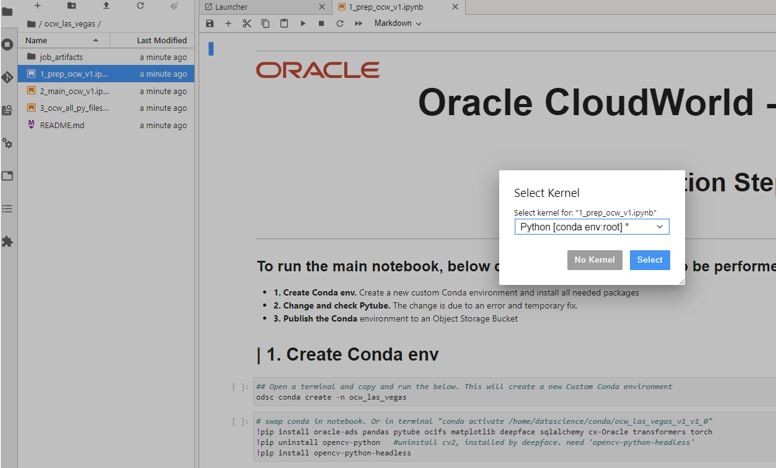 Launcher
1_prep_ocw_v1.ipynb
/ ocw_las_vegas /
Markdown
Name
Last Modified
job_artifacts
a minute ago
1_prep_ocw_v1.ip...
a minute ago
2_main_ocw_v1.ip...
a minute ago
3_ocw_all_py_files...
a minute ago
README.md
a minute ago
ORACLE
Oracle CloudWorld -
tion Step
Select Kernel
Select kernel for: "1_prep_ocw_v1.ipynb"
Python [conda env:root] *
No Kernel
Select
To run the main notebook, below
to be performe
1. Create Conda env. Create a new custom Conda environment and install all needed packages
2. Change and check Pytube. The change is due to an error and temporary fix.
3. Publish the Conda environment to an Object Storage Bucket
| 1. Create Conda env
[ ]:
## Open a terminal and copy and run the below. This will create a new Custom Conda environment
odsc conda create -n ocw_las_vegas
[ ]:
# swap conda in notebook. Or in terminal "conda activate /home/datascience/conda/ocw_las_vegas_v1_v1_0"
!pip install oracle-ads pandas pytube ocifs matplotlib deepface sqlalchemy cx-Oracle transformers torch
!pip uninstall opencv-python #uninstall cv2, installed by deepface. need 'opencv-python-headless'
!pip install opencv-python-headless